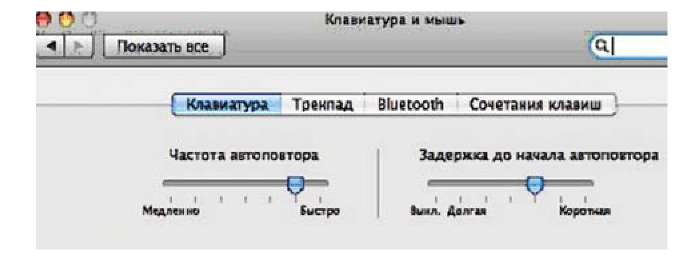 Клавиатура и мышь
Показать все
Клавиатура Трекпад Bluetooth Сочетания клавиш
Частота автоповтора Задержка до начала автоповтора
Медленно Быстро Выкл. Долгая Короткая